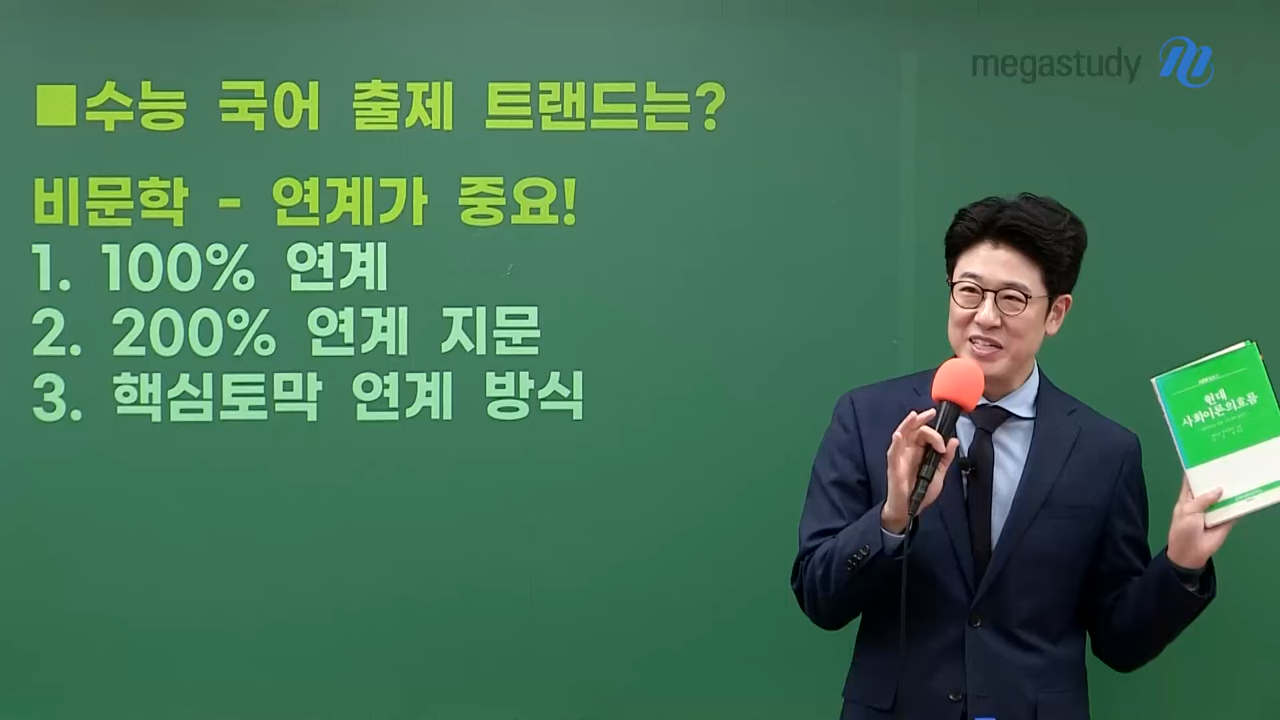 megastudy
■수능 국어 출제 트랜드는?
비문학 - 연계가 중요!
1. 100% 연계
2. 200% 연계 지문
3. 핵심토막 연계 방식
현대
사회이론의흐름